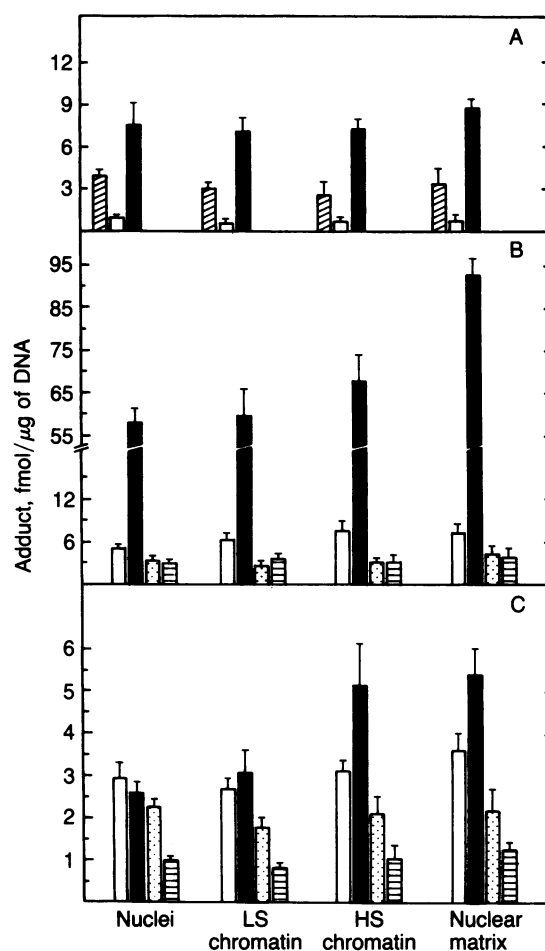 A
12
9
6
3
B
95
85
75
65
55
12
6
C
6
5
4
3
2
1
Adduct, fmol/μg of DNA
Nuclei
LS
chromatin
HS
chromatin
Nuclear
matrix